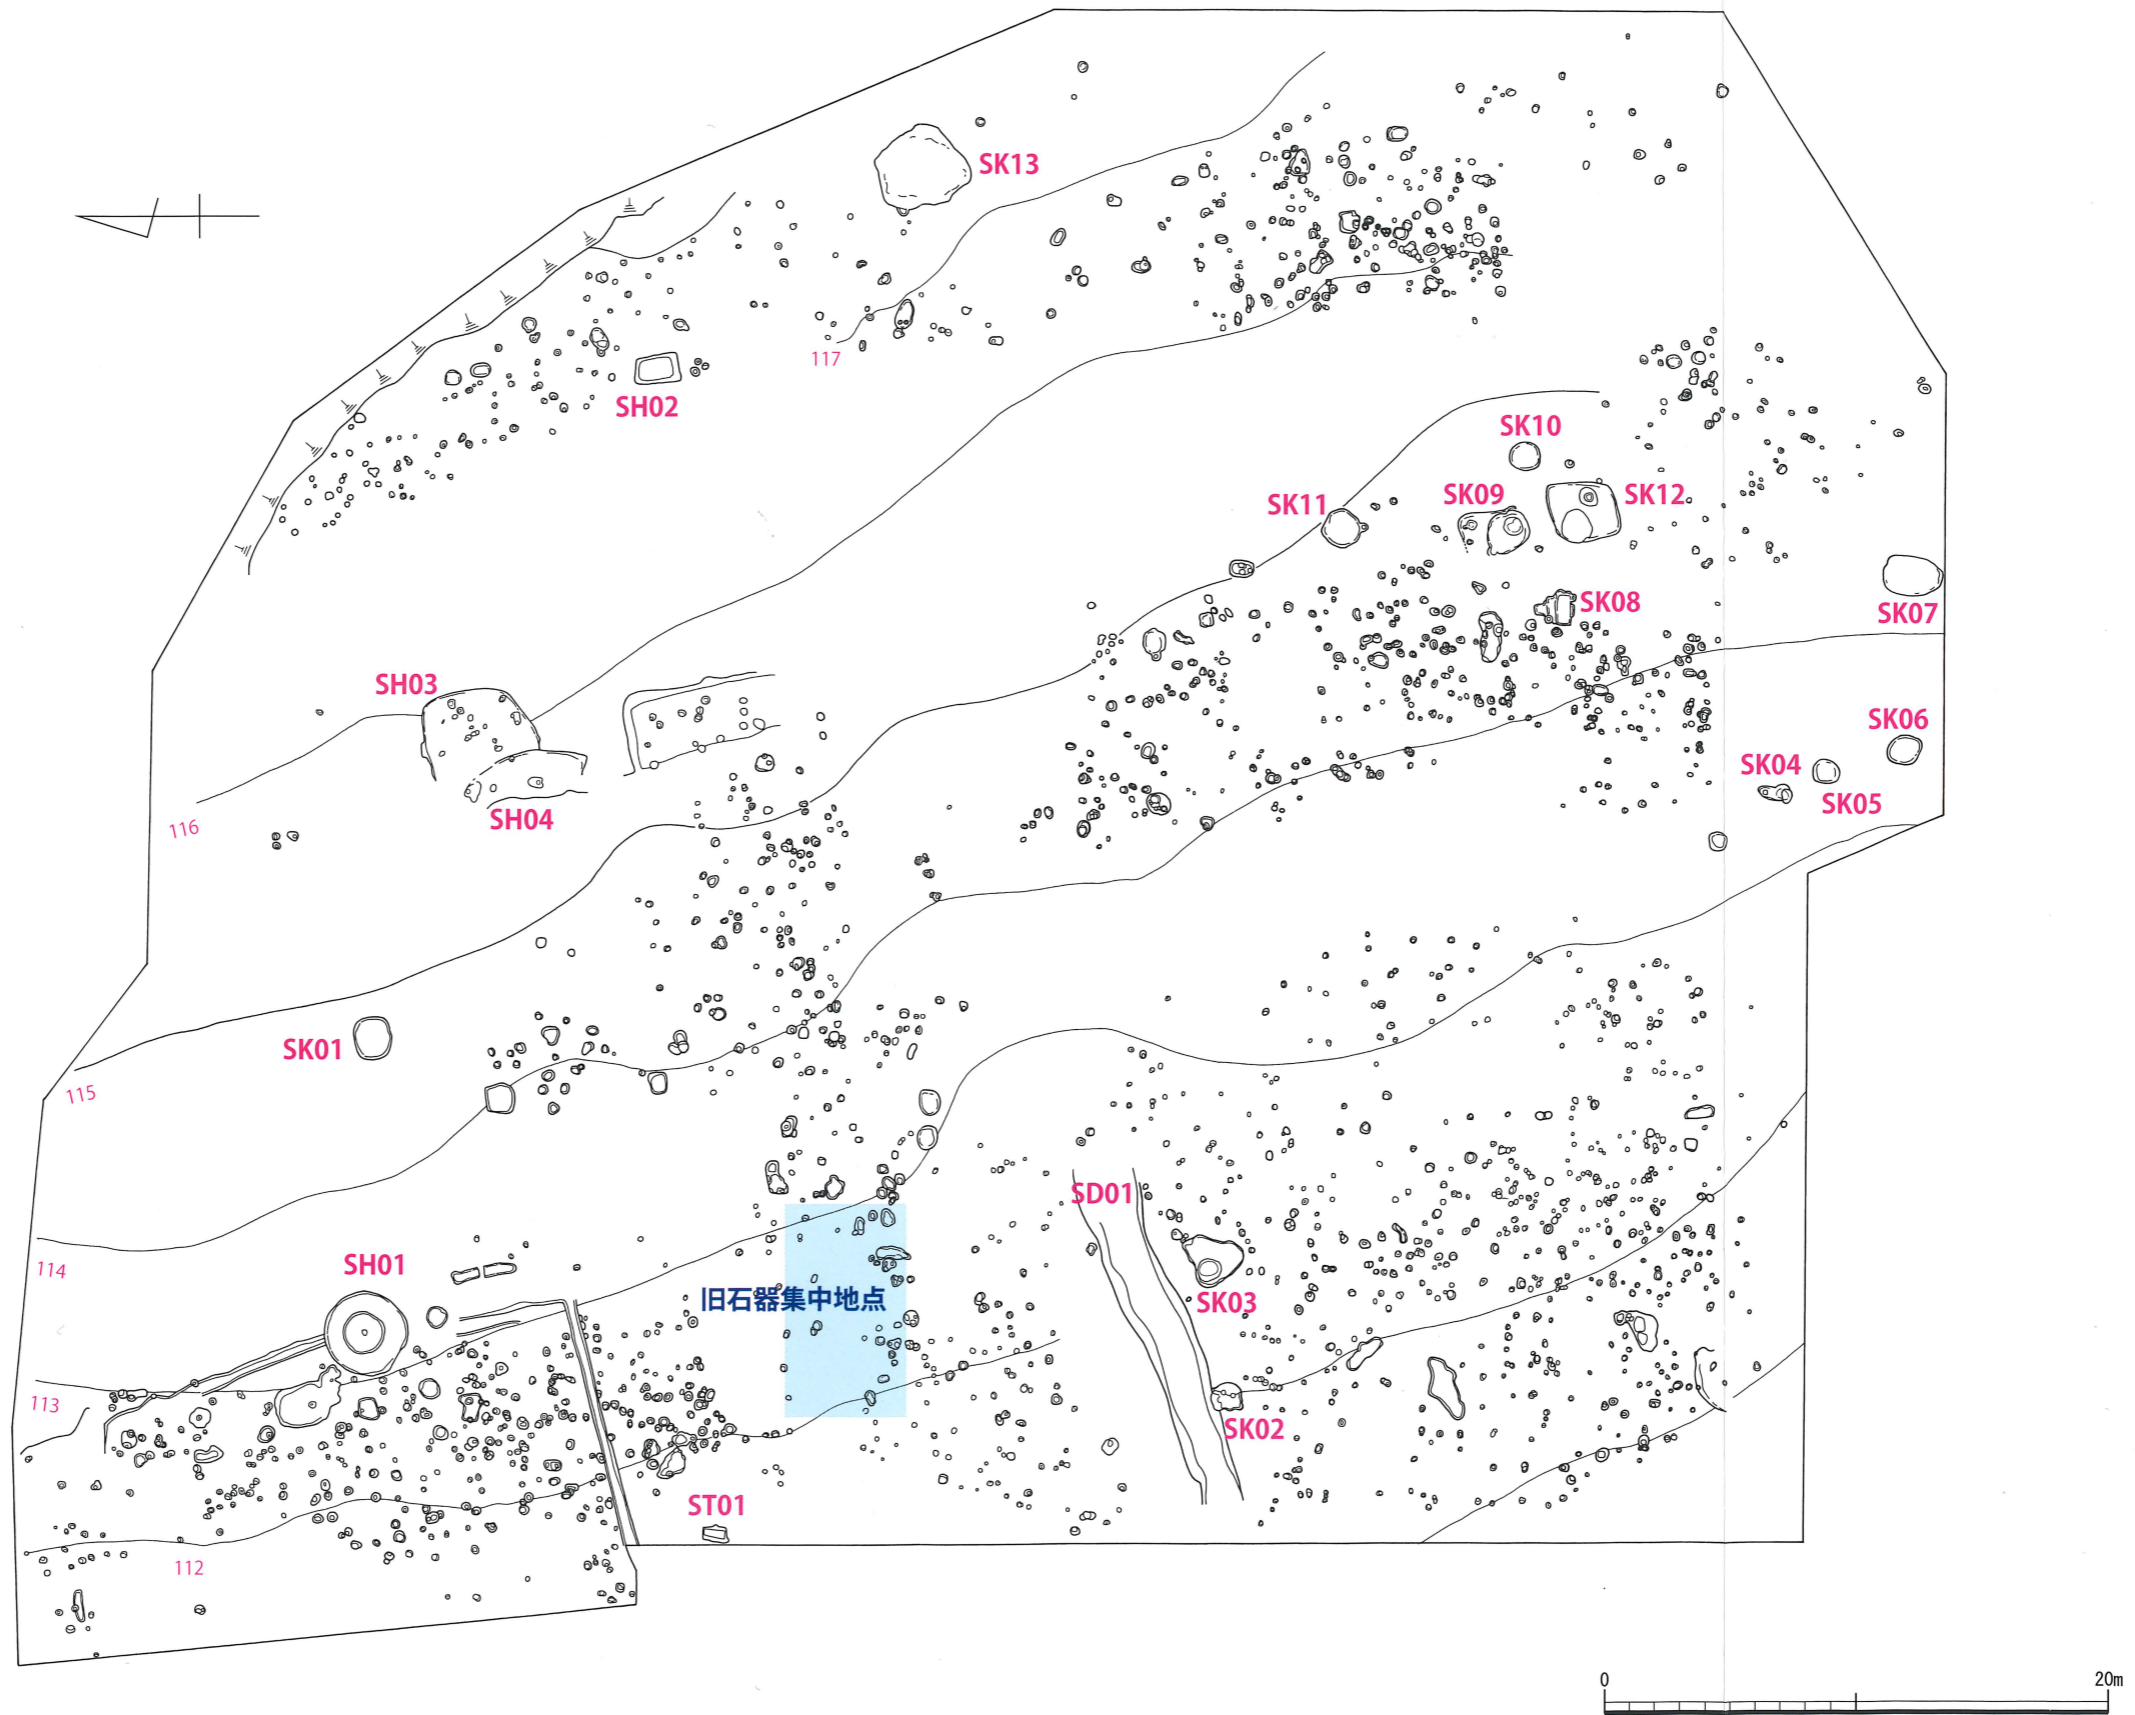 SK13
117
SH02
SK10
SK11
SK09
SK12
SK08
SK07
SH03
SK06
SK04
SH04
SK05
116
SK01
115
SD01
SH01
114
旧石器集中地点
SK03
113
SK02
ST01
112
0
20m